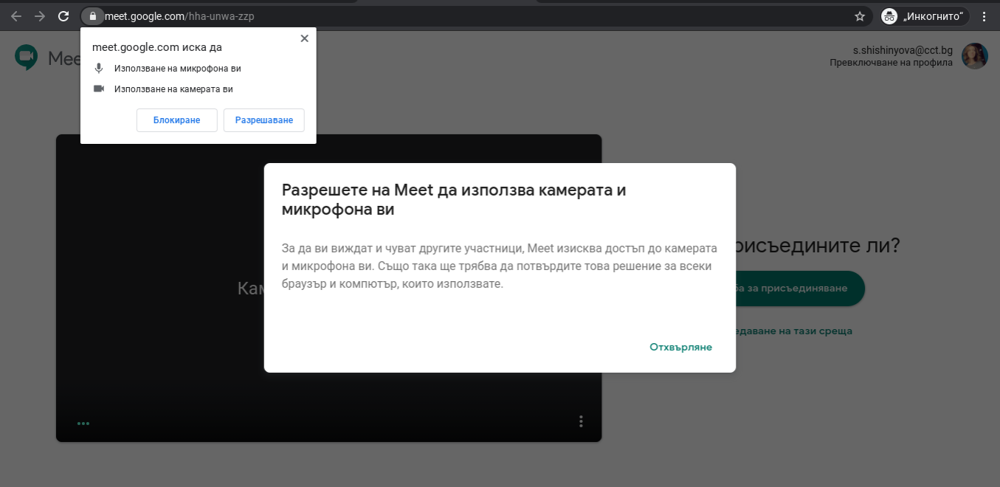 meet.google.com/hha-unwa-zzp
„Инкогнито“
meet.google.com иска да
Използване на микрофона ви
Използване на камерата ви
Блокиране
Разрешаване
Mee
s.shishinyova@cct.bg
Превключване на профила
Разрешете на Meet да използва камерата и
микрофона ви
За да ви виждат и чуват другите участници, Meet изисква достъп до камерата
и микрофона ви. Също така ще трябва да потвърдите това решение за всеки
браузър и компютър, които използвате.
Отхвърляне
Кам
рисъедините ли?
ба за присъединяване
едаване на тази среща